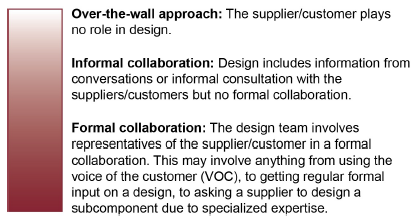 Over-the-wall approach: The supplier/customer plays
no role in design.
Informal collaboration: Design includes information from
conversations or informal consultation with the
suppliers/customers but no formal collaboration.
Formal collaboration: The design team involves
representatives of the supplier/customer in a formal
collaboration. This may involve anything from using the
voice of the customer (VOC), to getting regular formal
input on a design, to asking a supplier to design a
subcomponent due to specialized expertise.